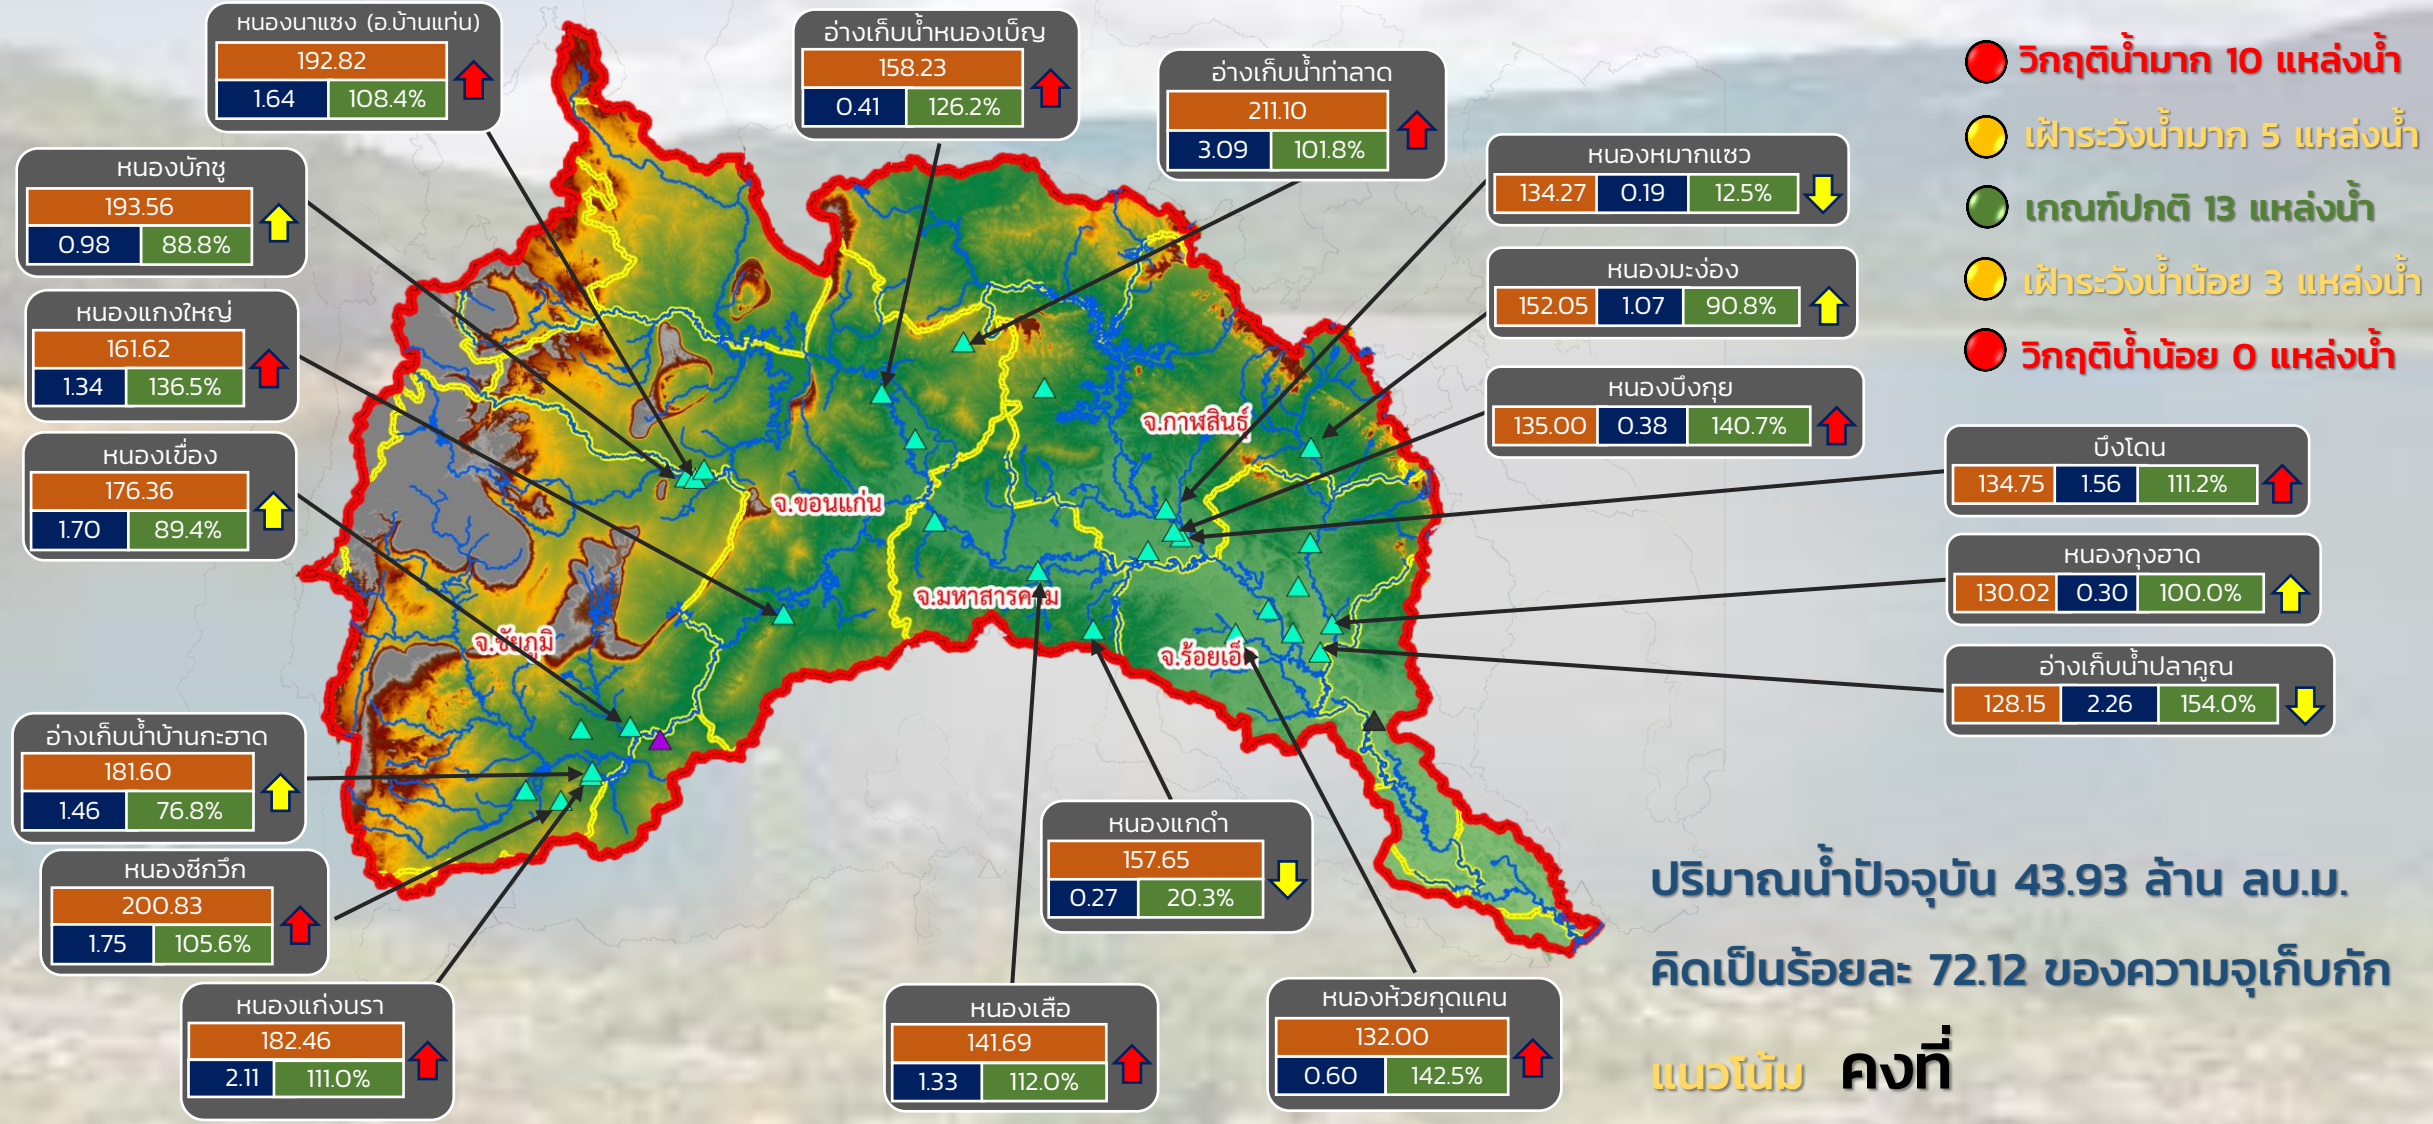 หนองนาแซง (อ.บ้านแท่น)
192.82
1.64 108.4%
อ่างเก็บน้ำหนองเบ็ญ
158.23
0.41 126.2%
อ่างเก็บน้ำท่าลาด
211.10
3.09 101.8%
วิกฤติน้ำมาก 10 แหล่งน้ำ
เฝ้าระวังน้ำมาก 5 แหล่งน้ำ
เกณฑ์ปกติ 13 แหล่งน้ำ
เฝ้าระวังน้ำน้อย 3 แหล่งน้ำ
วิกฤติน้ำน้อย 0 แหล่งน้ำ
หนองบักชู
193.56
0.98 88.8%
หนองแกงใหญ่
161.62
1.34 136.5%
หนองเขื่อง
176.36
1.70 89.4%
หนองหมากแซว
134.27 0.19 12.5%
หนองมะง่อง
152.05 1.07 90.8%
หนองบึงกุย
135.00 0.38 140.7%
บึงโดน
134.75 1.56 111.2%
หนองกุงฮาด
130.02 0.30 100.0%
อ่างเก็บน้ำปลาคูณ
128.15 2.26 154.0%
จ.กาฬสินธุ์
จ.ขอนแก่น
จ.มหาสารคาม
จ.ชัยภูมิ
จ.ร้อยเอ็ด
อ่างเก็บน้ำบ้านกะฮาด
181.60
1.46 76.8%
หนองซีกวึก
200.83
1.75 105.6%
หนองแก่งนรา
182.46
2.11 111.0%
หนองแกดำ
157.65
0.27 20.3%
หนองเสือ
141.69
1.33 112.0%
หนองห้วยกุดแคน
132.00
0.60 142.5%
ปริมาณน้ำปัจจุบัน 43.93 ล้าน ลบ.ม.
คิดเป็นร้อยละ 72.12 ของความจุเก็บกัก
แนวโน้ม คงที่